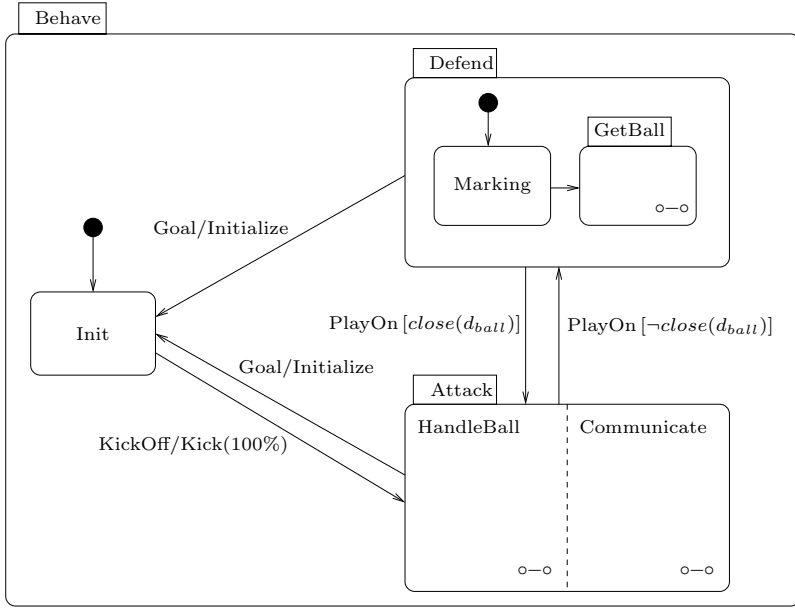 Behave
Defend
GetBall
Marking
Goal/Initialize
Init
PlayOn [close(d_ball)]
PlayOn [¬close(d_ball)]
Goal/Initialize
Attack
HandleBall
Communicate
KickOff/Kick(100%)